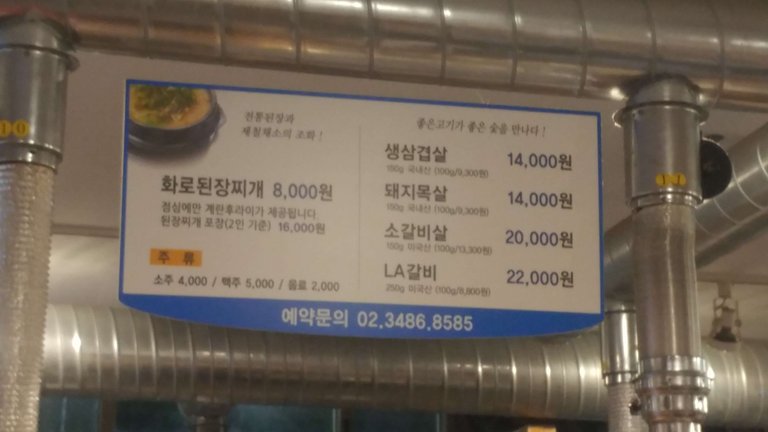 전통된장과
제철채소의 조화!
화로된장찌개 8,000원
점심에만 계란후라이가 제공됩니다
된장찌개 포장(2인 기준) 16,000원
주 류
소주 4,000 / 맥주 5,000 / 음료 2,000
좋은고기가 좋은 숯을 만나다!
생삼겹살 14,000원
150g 국내산 (100g/9,300원)
돼지목살 14,000원
150g 국내산 (100g/9,300원)
소갈비살 20,000원
150g 미국산 (100g/13,300원)
LA갈비 22,000원
250g 미국산 (100g/8,800원)
예약문의 02.3486.8585
10
11